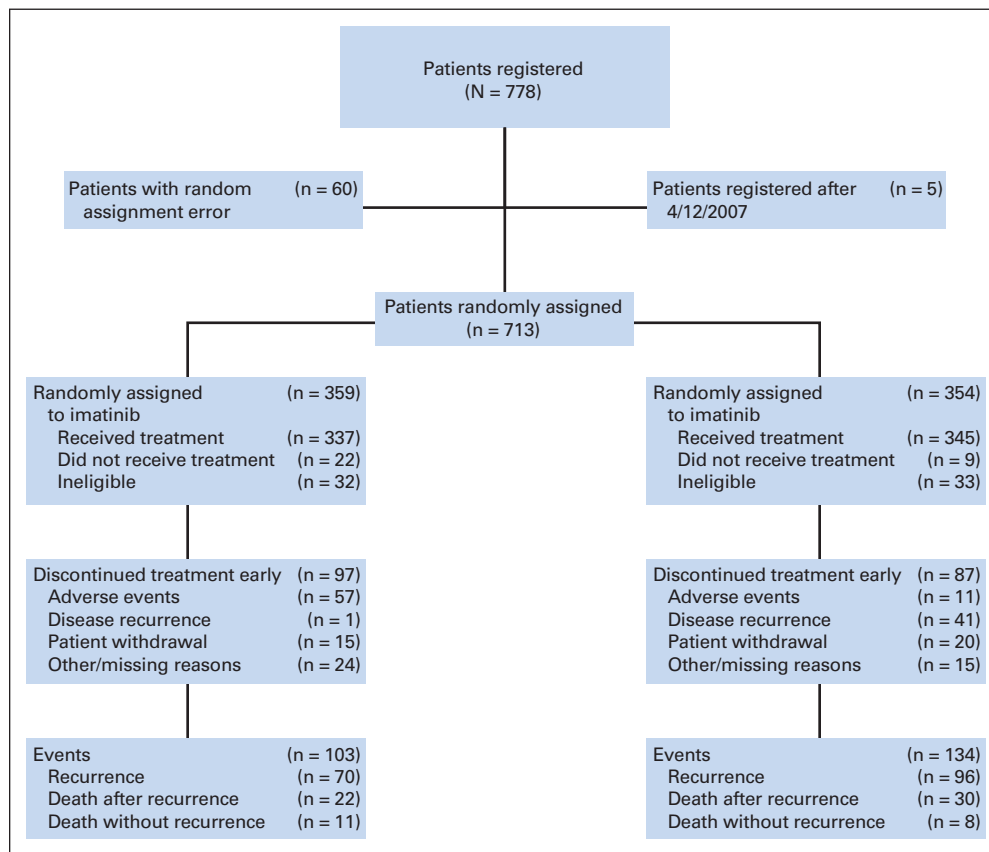 Patients registered
(N = 778)
Patients with random (n = 60)
assignment error
Patients registered after (n = 5)
4/12/2007
Patients randomly assigned
(n = 713)
Randomly assigned (n = 359)
to imatinib
Received treatment (n = 337)
Did not receive treatment (n = 22)
Ineligible (n = 32)
Randomly assigned (n = 354)
to imatinib
Received treatment (n = 345)
Did not receive treatment (n = 9)
Ineligible (n = 33)
Discontinued treatment early (n = 97)
Adverse events (n = 57)
Disease recurrence (n = 1)
Patient withdrawal (n = 15)
Other/missing reasons (n = 24)
Discontinued treatment early (n = 87)
Adverse events (n = 11)
Disease recurrence (n = 41)
Patient withdrawal (n = 20)
Other/missing reasons (n = 15)
Events (n = 103)
Recurrence (n = 70)
Death after recurrence (n = 22)
Death without recurrence (n = 11)
Events (n = 134)
Recurrence (n = 96)
Death after recurrence (n = 30)
Death without recurrence (n = 8)